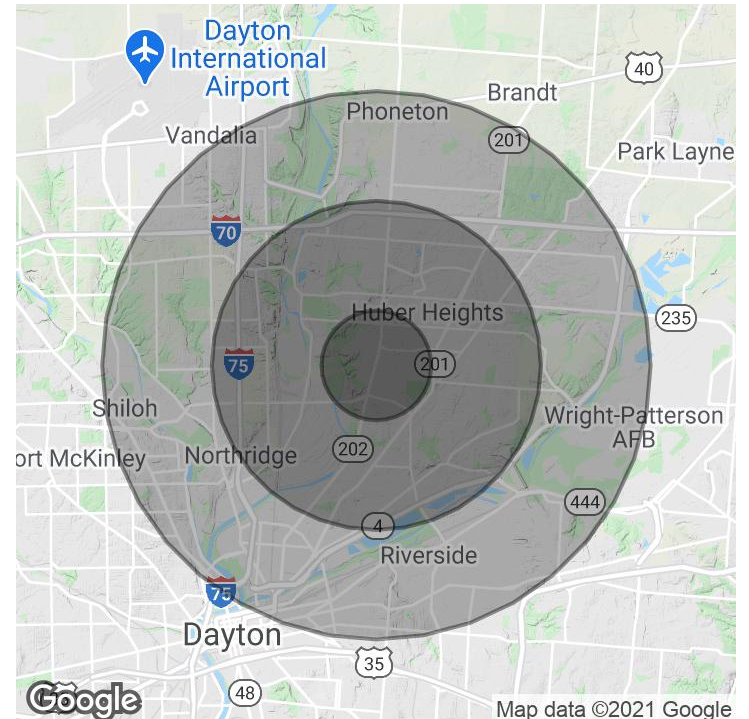 Dayton
International
Airport
40
Brandt
Phoneton
Vandalia
201
Park Layne
70
Huber Heights
235
75
201
Shiloh
Wright-Patterson
AFB
ort McKinley
Northridge
202
444
4
Riverside
75
Dayton
35
48
Google
Map data ©2021 Google